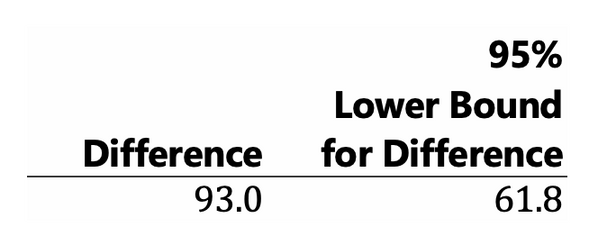 95%
Lower Bound
Difference for Difference
93.0 61.8